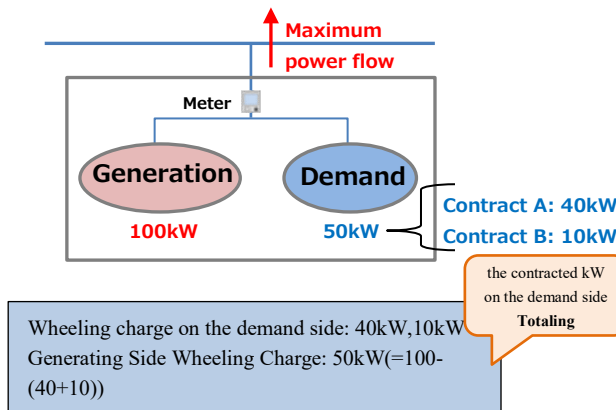 Maximum
power flow
Meter
Generation
Demand
100kW
50kW
Contract A: 40kW
Contract B: 10kW
the contracted kW
on the demand side
Totaling
Wheeling charge on the demand side: 40kW,10kW
Generating Side Wheeling Charge: 50kW(=100-
(40+10))